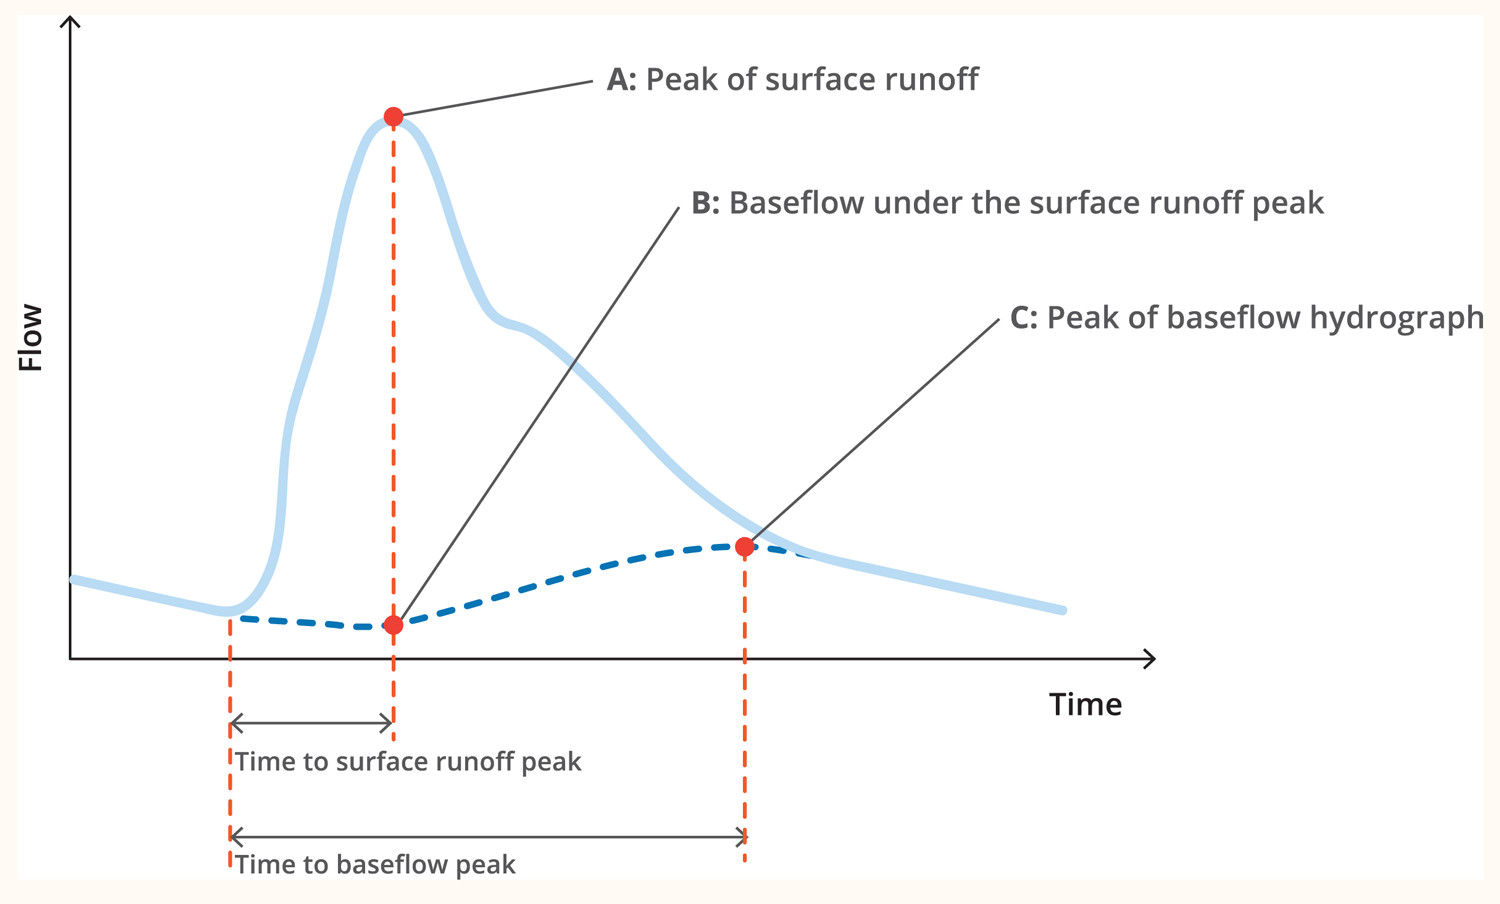 A: Peak of surface runoff
B: Baseflow under the surface runoff peak
C: Peak of baseflow hydrograph
Flow
Time
Time to surface runoff peak
Time to baseflow peak